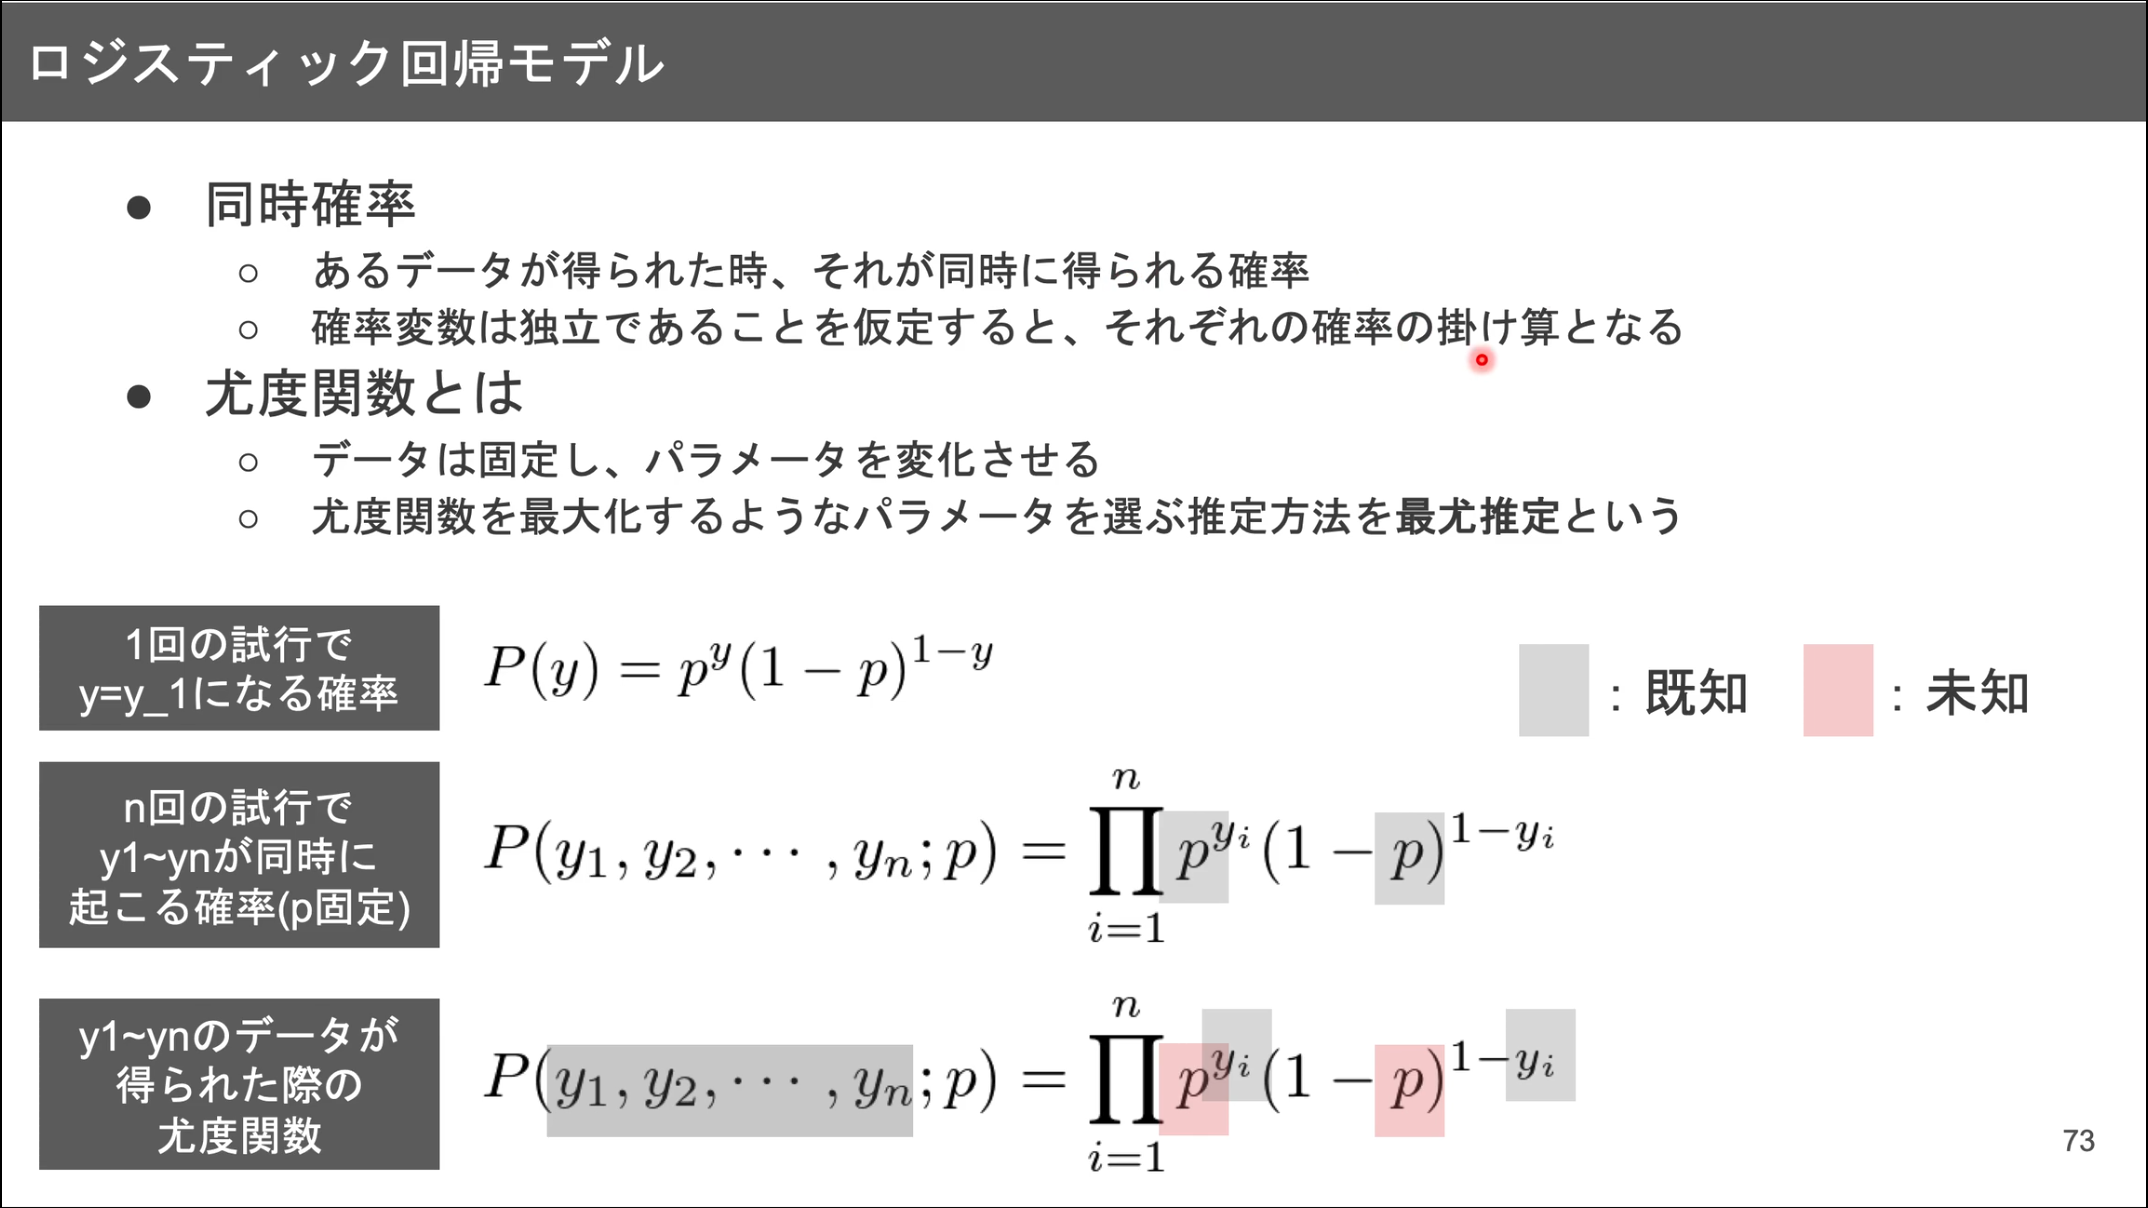 ロジスティック回帰モデル
● 同時確率
○ あるデータが得られた時、それが同時に得られる確率
○ 確率変数は独立であることを仮定すると、それぞれの確率の掛け算となる
● 尤度関数とは
○ データは固定し、パラメータを変化させる
○ 尤度関数を最大化するようなパラメータを選ぶ推定方法を最尤推定という
1回の試行で
y=y_1になる確率
P(y) = p^y(1 − p)^{1−y}
: 既知 : 未知
n回の試行で
y1~ynが同時に
起こる確率(p固定)
P(y_1, y_2, ⋯ , y_n; p) = ∏_{i=1}^{n} p^{y_i}(1 − p)^{1−y_i}
y1~ynのデータが
得られた際の
尤度関数
P(y_1, y_2, ⋯ , y_n; p) = ∏_{i=1}^{n} p^{y_i}(1 − p)^{1−y_i}
73